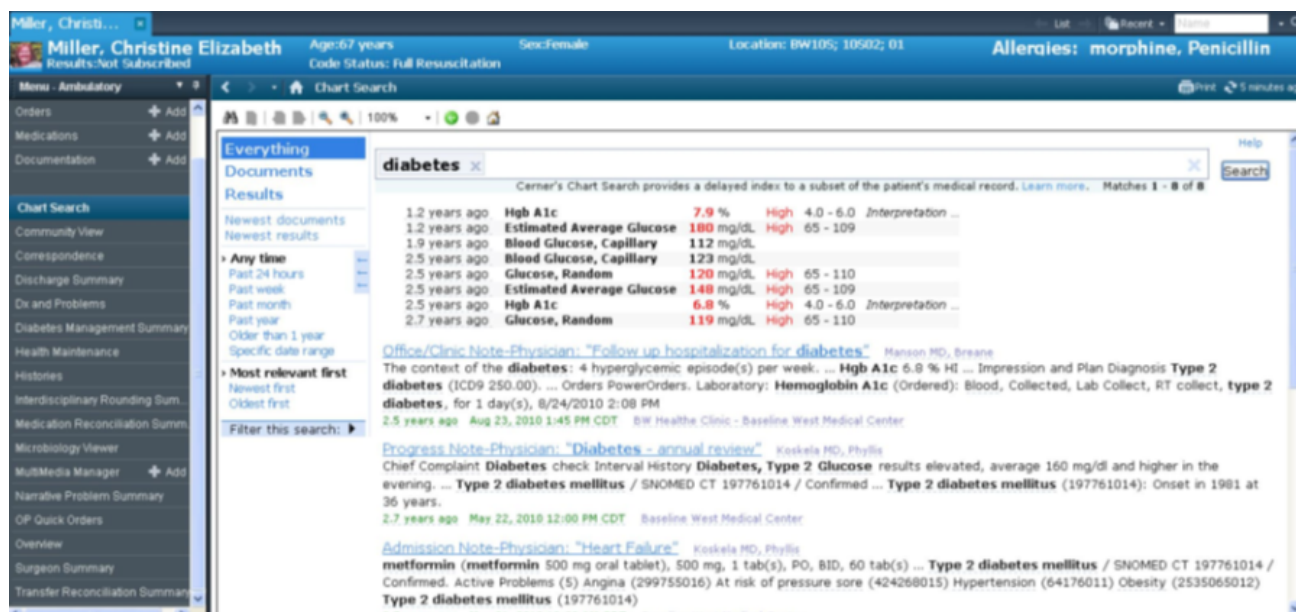 Miller, Christi...
List Recent Name
Miller, Christine Elizabeth Age:67 years Sex:Female Location: BW10S; 10S02; 01 Allergies: morphine, Penicillin
Results:Not Subscribed Code Status: Full Resuscitation
Menu - Ambulatory
Chart Search
Print 5 minutes ag
Orders Add
Medications Add
Documentation Add
Chart Search
Community View
Correspondence
Discharge Summary
Dx and Problems
Diabetes Management Summary
Health Maintenance
Histories
Interdisciplinary Rounding Sum...
Medication Reconciliation Summ.
Microbiology Viewer
MultiMedia Manager Add
Narrative Problem Summary
OP Quick Orders
Overview
Surgeon Summary
Transfer Reconciliation Summary
100%
Everything
Documents
Results
Newest documents
Newest results
Any time
Past 24 hours
Past week
Past month
Past year
Older than 1 year
Specific date range
Most relevant first
Newest first
Oldest first
Filter this search:
Help
diabetes
Search
Cerner's Chart Search provides a delayed index to a subset of the patient's medical record. Learn more. Matches 1 - 8 of 8
1.2 years ago Hgb A1c 7.9 % High 4.0 - 6.0 Interpretation ...
1.2 years ago Estimated Average Glucose 180 mg/dL High 65 - 109
1.9 years ago Blood Glucose, Capillary 112 mg/dL
2.5 years ago Blood Glucose, Capillary 123 mg/dL
2.5 years ago Glucose, Random 120 mg/dL High 65 - 110
2.5 years ago Estimated Average Glucose 148 mg/dL High 65 - 109
2.5 years ago Hgb A1c 6.8 % High 4.0 - 6.0 Interpretation ...
2.7 years ago Glucose, Random 119 mg/dL High 65 - 110
Office/Clinic Note-Physician: "Follow up hospitalization for diabetes" Manson MD, Breane
The context of the diabetes: 4 hyperglycemic episode(s) per week. ... Hgb A1c 6.8 % HI ... Impression and Plan Diagnosis Type 2
diabetes (ICD9 250.00). ... Orders PowerOrders. Laboratory: Hemoglobin A1c (Ordered): Blood, Collected, Lab Collect, RT collect, type 2
diabetes, for 1 day(s), 8/24/2010 2:08 PM
2.5 years ago Aug 23, 2010 1:45 PM CDT BW Healthe Clinic - Baseline West Medical Center
Progress Note-Physician: "Diabetes - annual review" Koskela MD, Phyllis
Chief Complaint Diabetes check Interval History Diabetes, Type 2 Glucose results elevated, average 160 mg/dl and higher in the
evening. ... Type 2 diabetes mellitus / SNOMED CT 197761014 / Confirmed ... Type 2 diabetes mellitus (197761014): Onset in 1981 at
36 years.
2.7 years ago May 22, 2010 12:00 PM CDT Baseline West Medical Center
Admission Note-Physician: "Heart Failure" Koskela MD, Phyllis
metformin (metformin 500 mg oral tablet), 500 mg, 1 tab(s), PO, BID, 60 tab(s) ... Type 2 diabetes mellitus / SNOMED CT 197761014 /
Confirmed. Active Problems (5) Angina (299755016) At risk of pressure sore (424268015) Hypertension (64176011) Obesity (2535065012)
Type 2 diabetes mellitus (197761014)